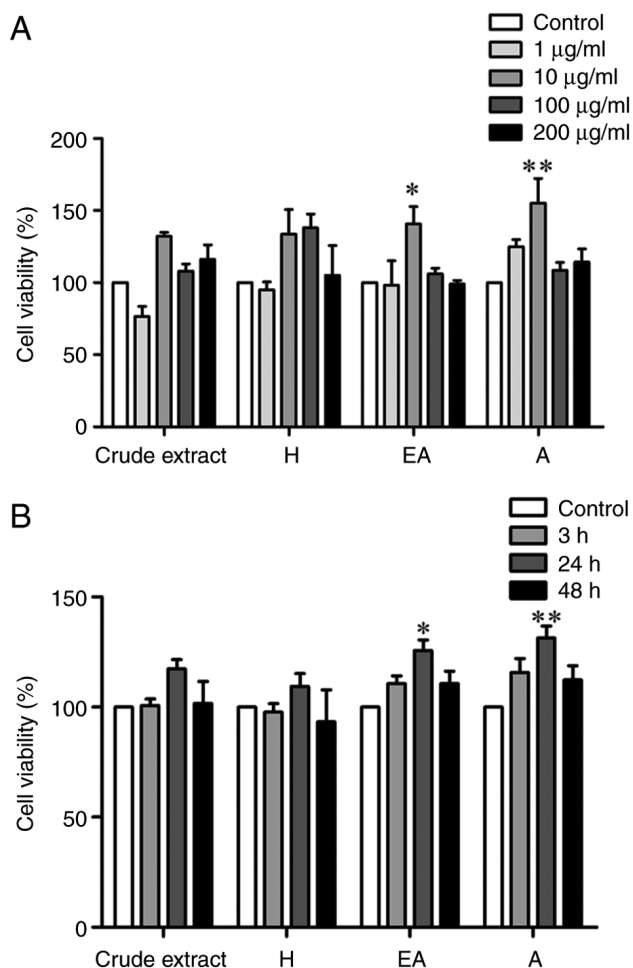 A
Control
1 μg/ml
10 μg/ml
100 μg/ml
200 μg/ml
Cell viability (%)
200
150
100
50
0
*
**
Crude extract H EA A
B
Control
3 h
24 h
48 h
Cell viability (%)
150
100
50
0
*
**
Crude extract H EA A